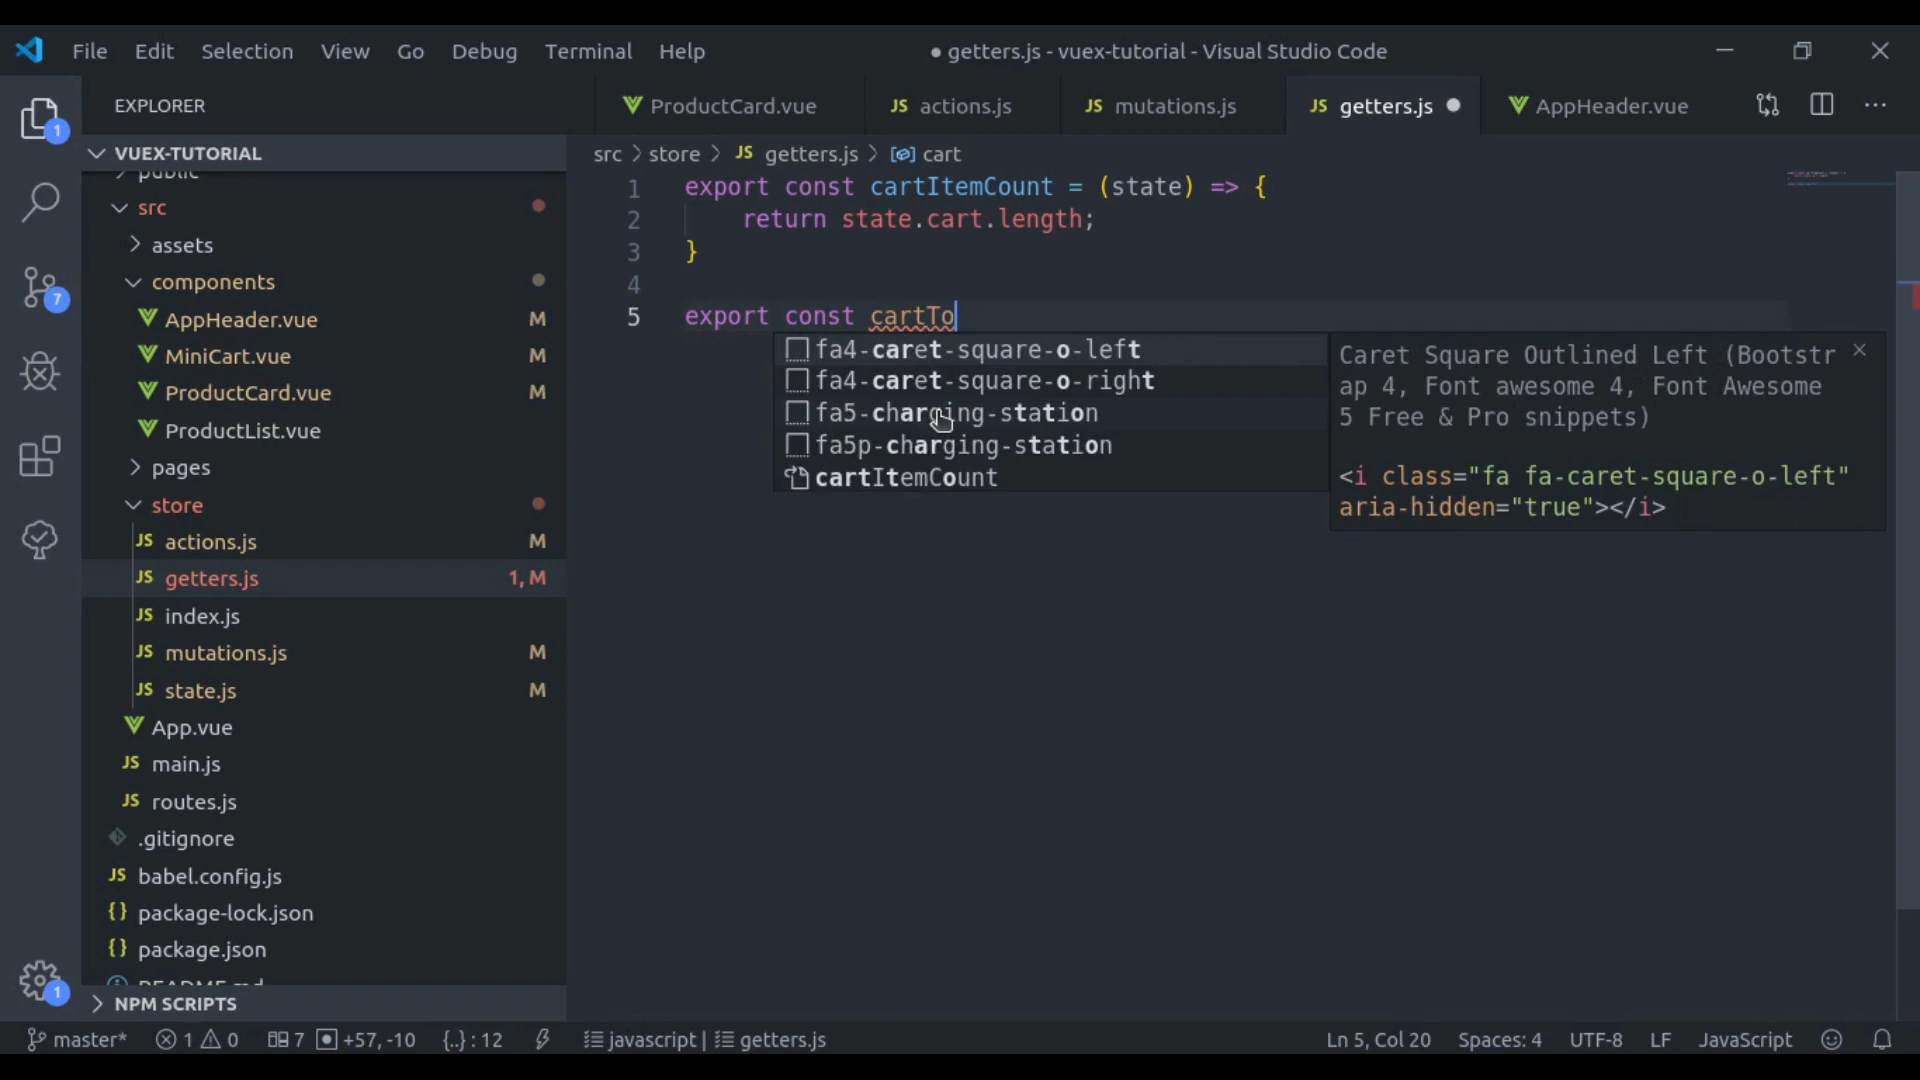 File Edit Selection View Go Debug Terminal Help
● getters.js - vuex-tutorial - Visual Studio Code
EXPLORER
ProductCard.vue
JS actions.js
JS mutations.js
JS getters.js
AppHeader.vue
VUEX-TUTORIAL
public
src
assets
components
AppHeader.vue M
MiniCart.vue M
ProductCard.vue M
ProductList.vue
pages
store
JS actions.js M
JS getters.js 1, M
JS index.js
JS mutations.js M
JS state.js M
App.vue
JS main.js
JS routes.js
.gitignore
JS babel.config.js
{} package-lock.json
{} package.json
README.md
NPM SCRIPTS
1
7
1
src > store > JS getters.js > cart
1 export const cartItemCount = (state) => {
2 return state.cart.length;
3 }
4
5 export const cartTo
fa4-caret-square-o-left
fa4-caret-square-o-right
fa5-charging-station
fa5p-charging-station
cartItemCount
Caret Square Outlined Left (Bootstr
ap 4, Font awesome 4, Font Awesome
5 Free & Pro snippets)
<i class="fa fa-caret-square-o-left"
aria-hidden="true"></i>
master* 1 0 7 +57, -10 {..} : 12 javascript | getters.js
Ln 5, Col 20 Spaces: 4 UTF-8 LF JavaScript